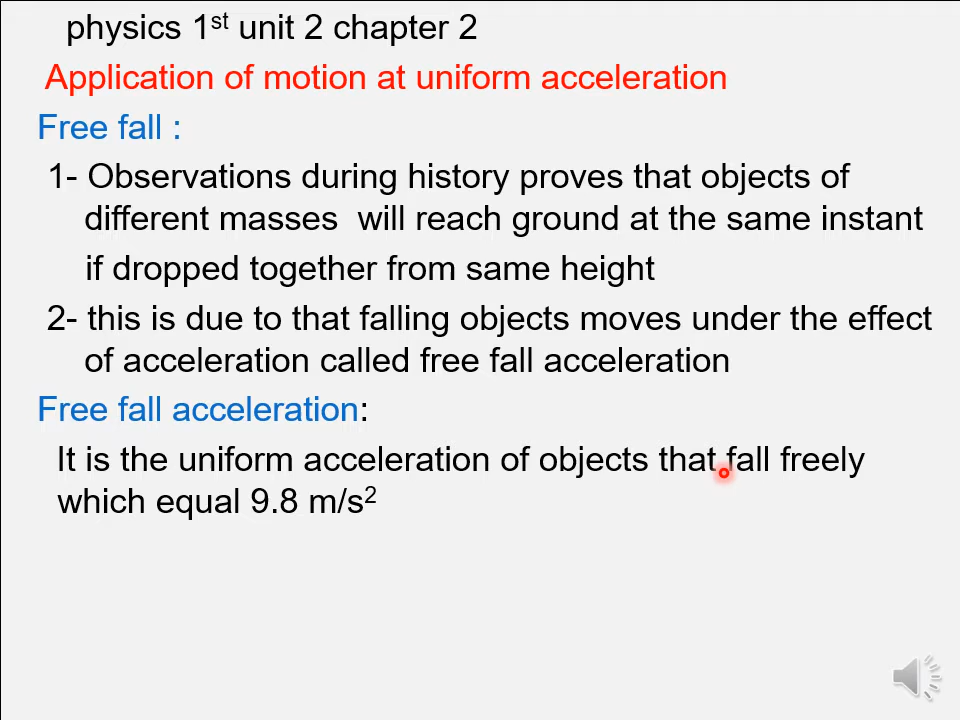 physics 1st unit 2 chapter 2
Application of motion at uniform acceleration
Free fall :
1- Observations during history proves that objects of
different masses will reach ground at the same instant
if dropped together from same height
2- this is due to that falling objects moves under the effect
of acceleration called free fall acceleration
Free fall acceleration:
It is the uniform acceleration of objects that fall freely
which equal 9.8 m/s²